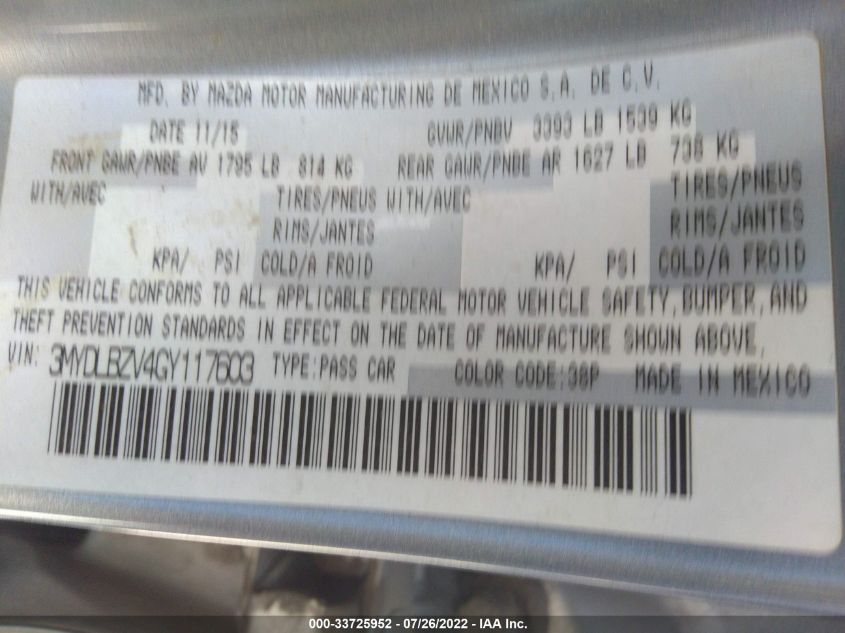 MFD. BY MAZDA MOTOR MANUFACTURING DE MEXICO S.A. DE C.V.
DATE 11/15 GVWR/PNBV 3393 LB 1539 KG
FRONT GAWR/PNBE AV 1795 LB 814 KG REAR GAWR/PNBE AR 1627 LB 738 KG
WITH/AVEC TIRES/PNEUS WITH/AVEC TIRES/PNEUS
RIMS/JANTES RIMS/JANTES
KPA/ PSI COLD/A FROID KPA/ PSI COLD/A FROID
THIS VEHICLE CONFORMS TO ALL APPLICABLE FEDERAL MOTOR VEHICLE SAFETY, BUMPER, AND
THEFT PREVENTION STANDARDS IN EFFECT ON THE DATE OF MANUFACTURE SHOWN ABOVE.
VIN: 3MYDLBZV4GY117603 TYPE:PASS CAR COLOR CODE:38P MADE IN MEXICO
000-33725952 - 07/26/2022 - IAA Inc.